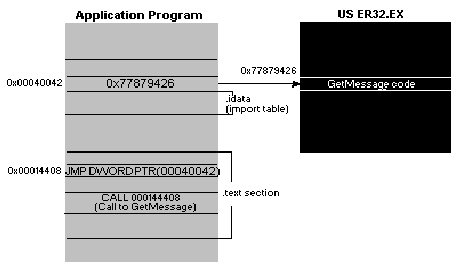 Application Program
US ER32.EX
0x77879426
0x00040042
0x77879426
GetMessage code
.idata
(import table)
0x00014408
JMP DWORDPTR(00040042)
.text section
CALL 000144408
(Call to GetMessage)